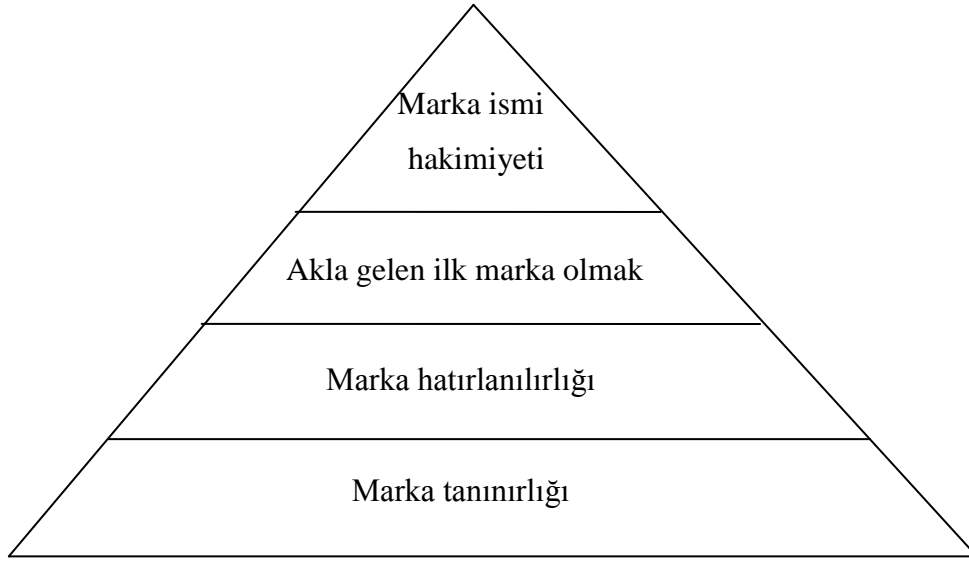 Marka ismi
hakimiyeti
Akla gelen ilk marka olmak
Marka hatırlanılırlığı
Marka tanınırlığı